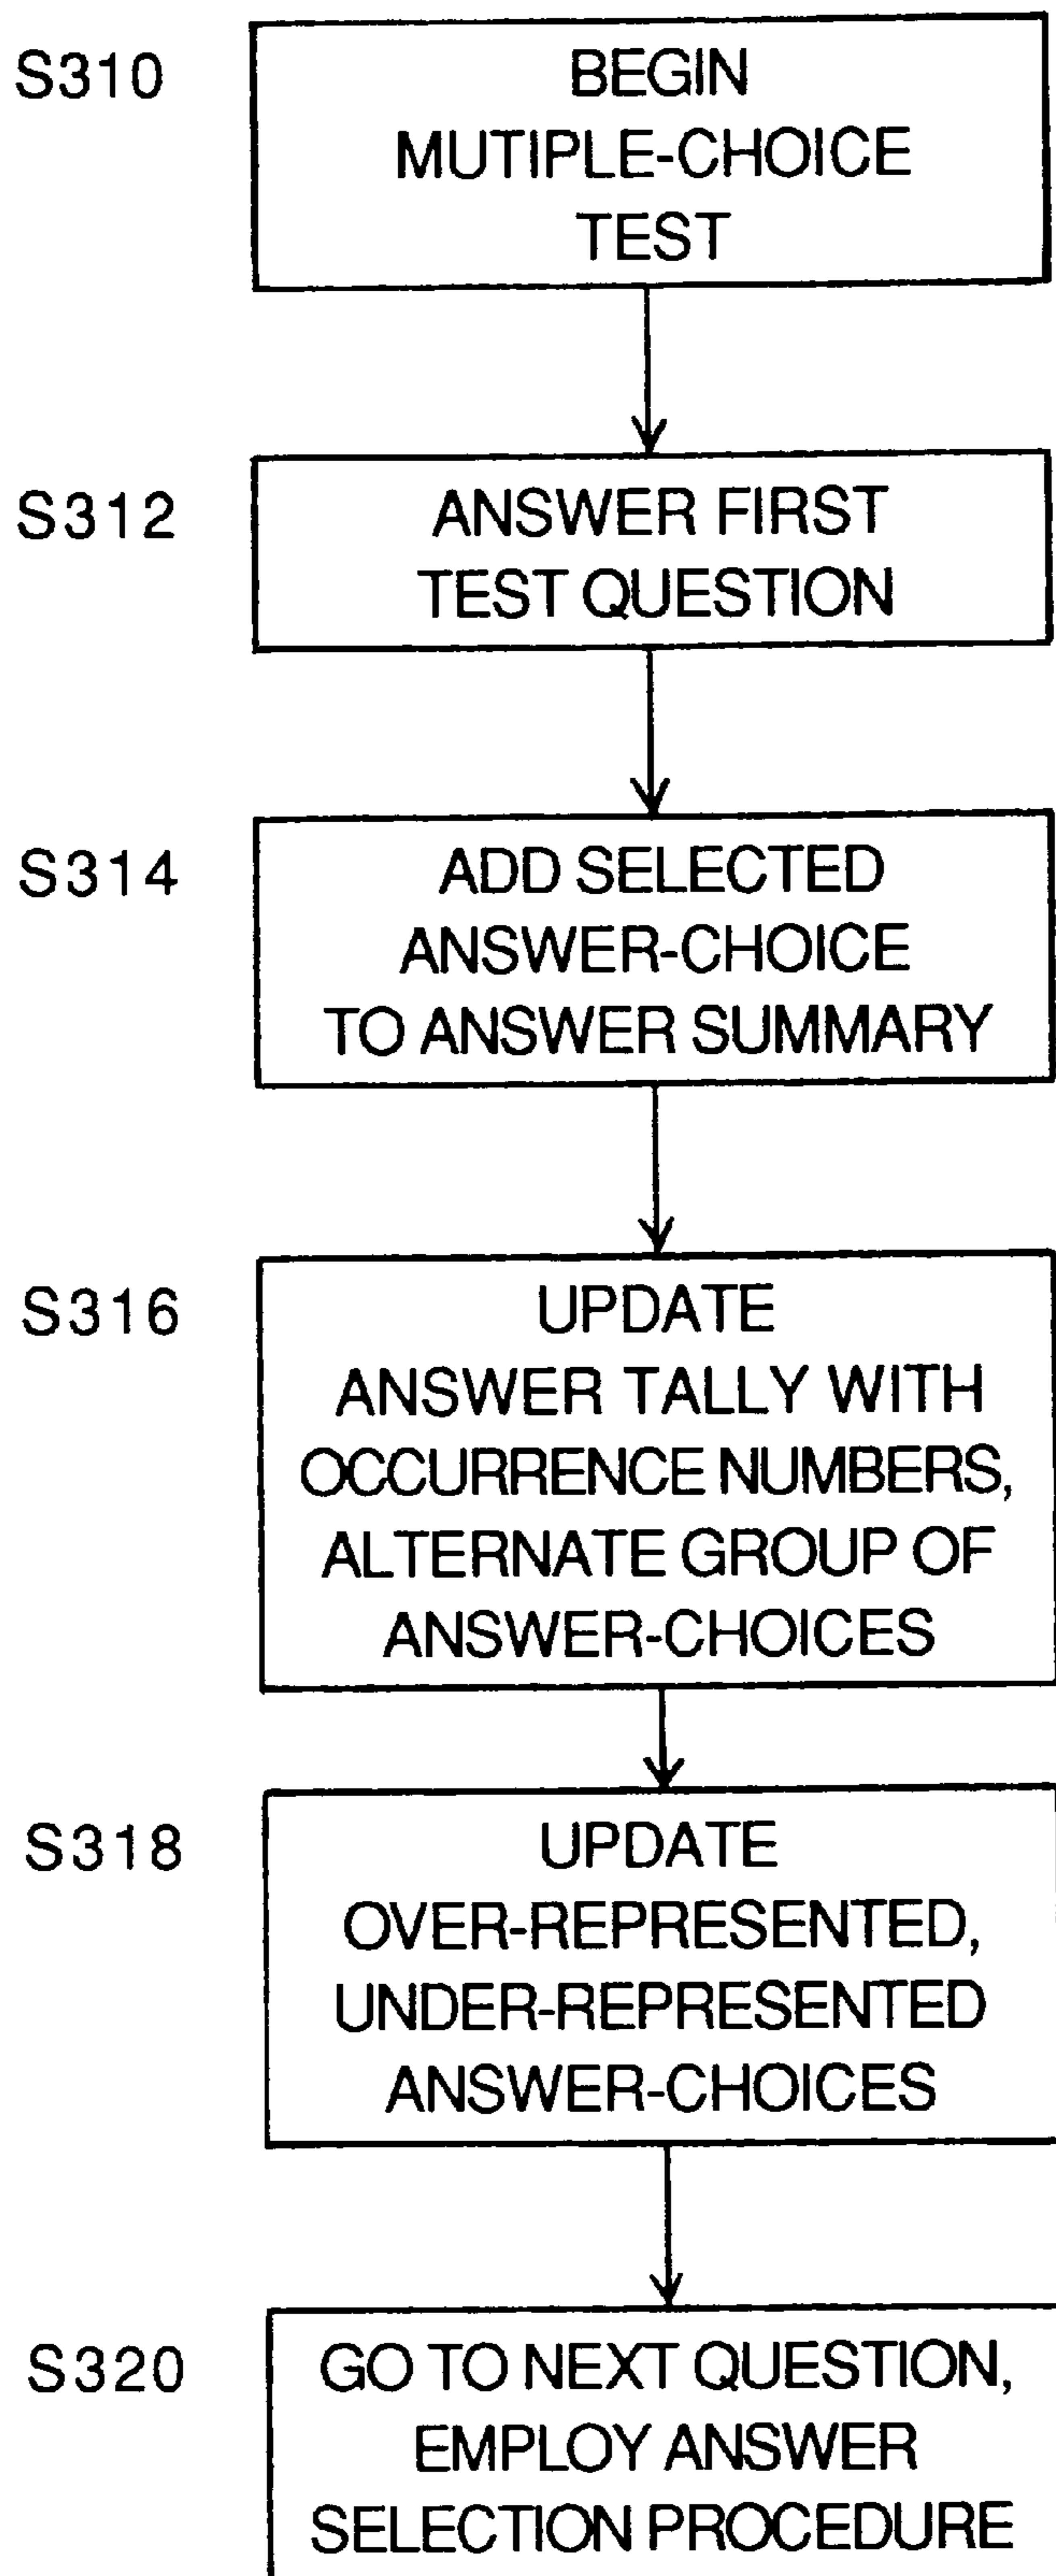 S310
BEGIN
MUTIPLE-CHOICE
TEST
S312
ANSWER FIRST
TEST QUESTION
S314
ADD SELECTED
ANSWER-CHOICE
TO ANSWER SUMMARY
S316
UPDATE
ANSWER TALLY WITH
OCCURRENCE NUMBERS,
ALTERNATE GROUP OF
ANSWER-CHOICES
S318
UPDATE
OVER-REPRESENTED,
UNDER-REPRESENTED
ANSWER-CHOICES
S320
GO TO NEXT QUESTION,
EMPLOY ANSWER
SELECTION PROCEDURE